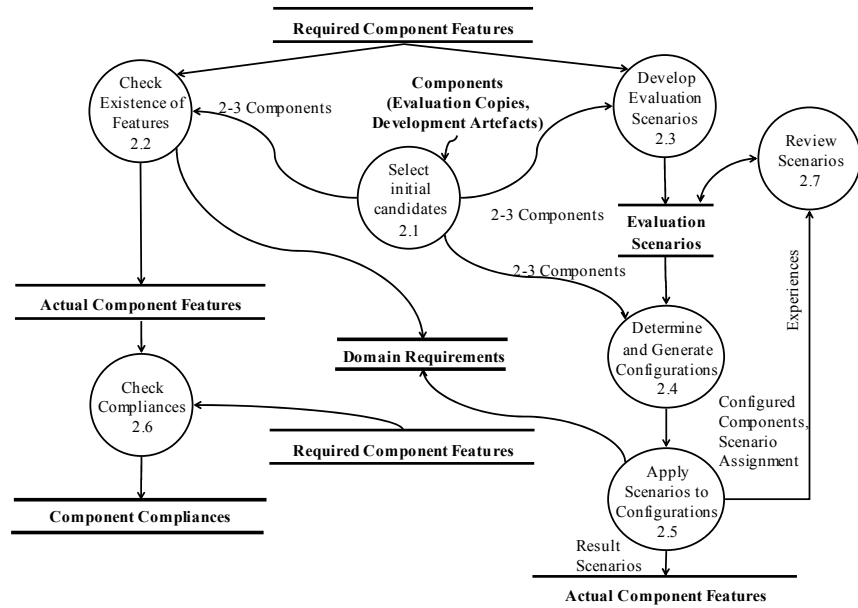 Required Component Features
Check
Existence of
Features
2.2
2-3 Components
Components
(Evaluation Copies,
Development Artefacts)
Develop
Evaluation
Scenarios
2.3
Review
Scenarios
2.7
Select
initial
candidates
2.1
2-3 Components
Evaluation
Scenarios
2-3 Components
Experiences
Actual Component Features
Domain Requirements
Determine
and Generate
Configurations
2.4
Check
Compliances
2.6
Configured
Components,
Scenario
Assignment
Required Component Features
Apply
Scenarios to
Configurations
2.5
Component Compliances
Result
Scenarios
Actual Component Features